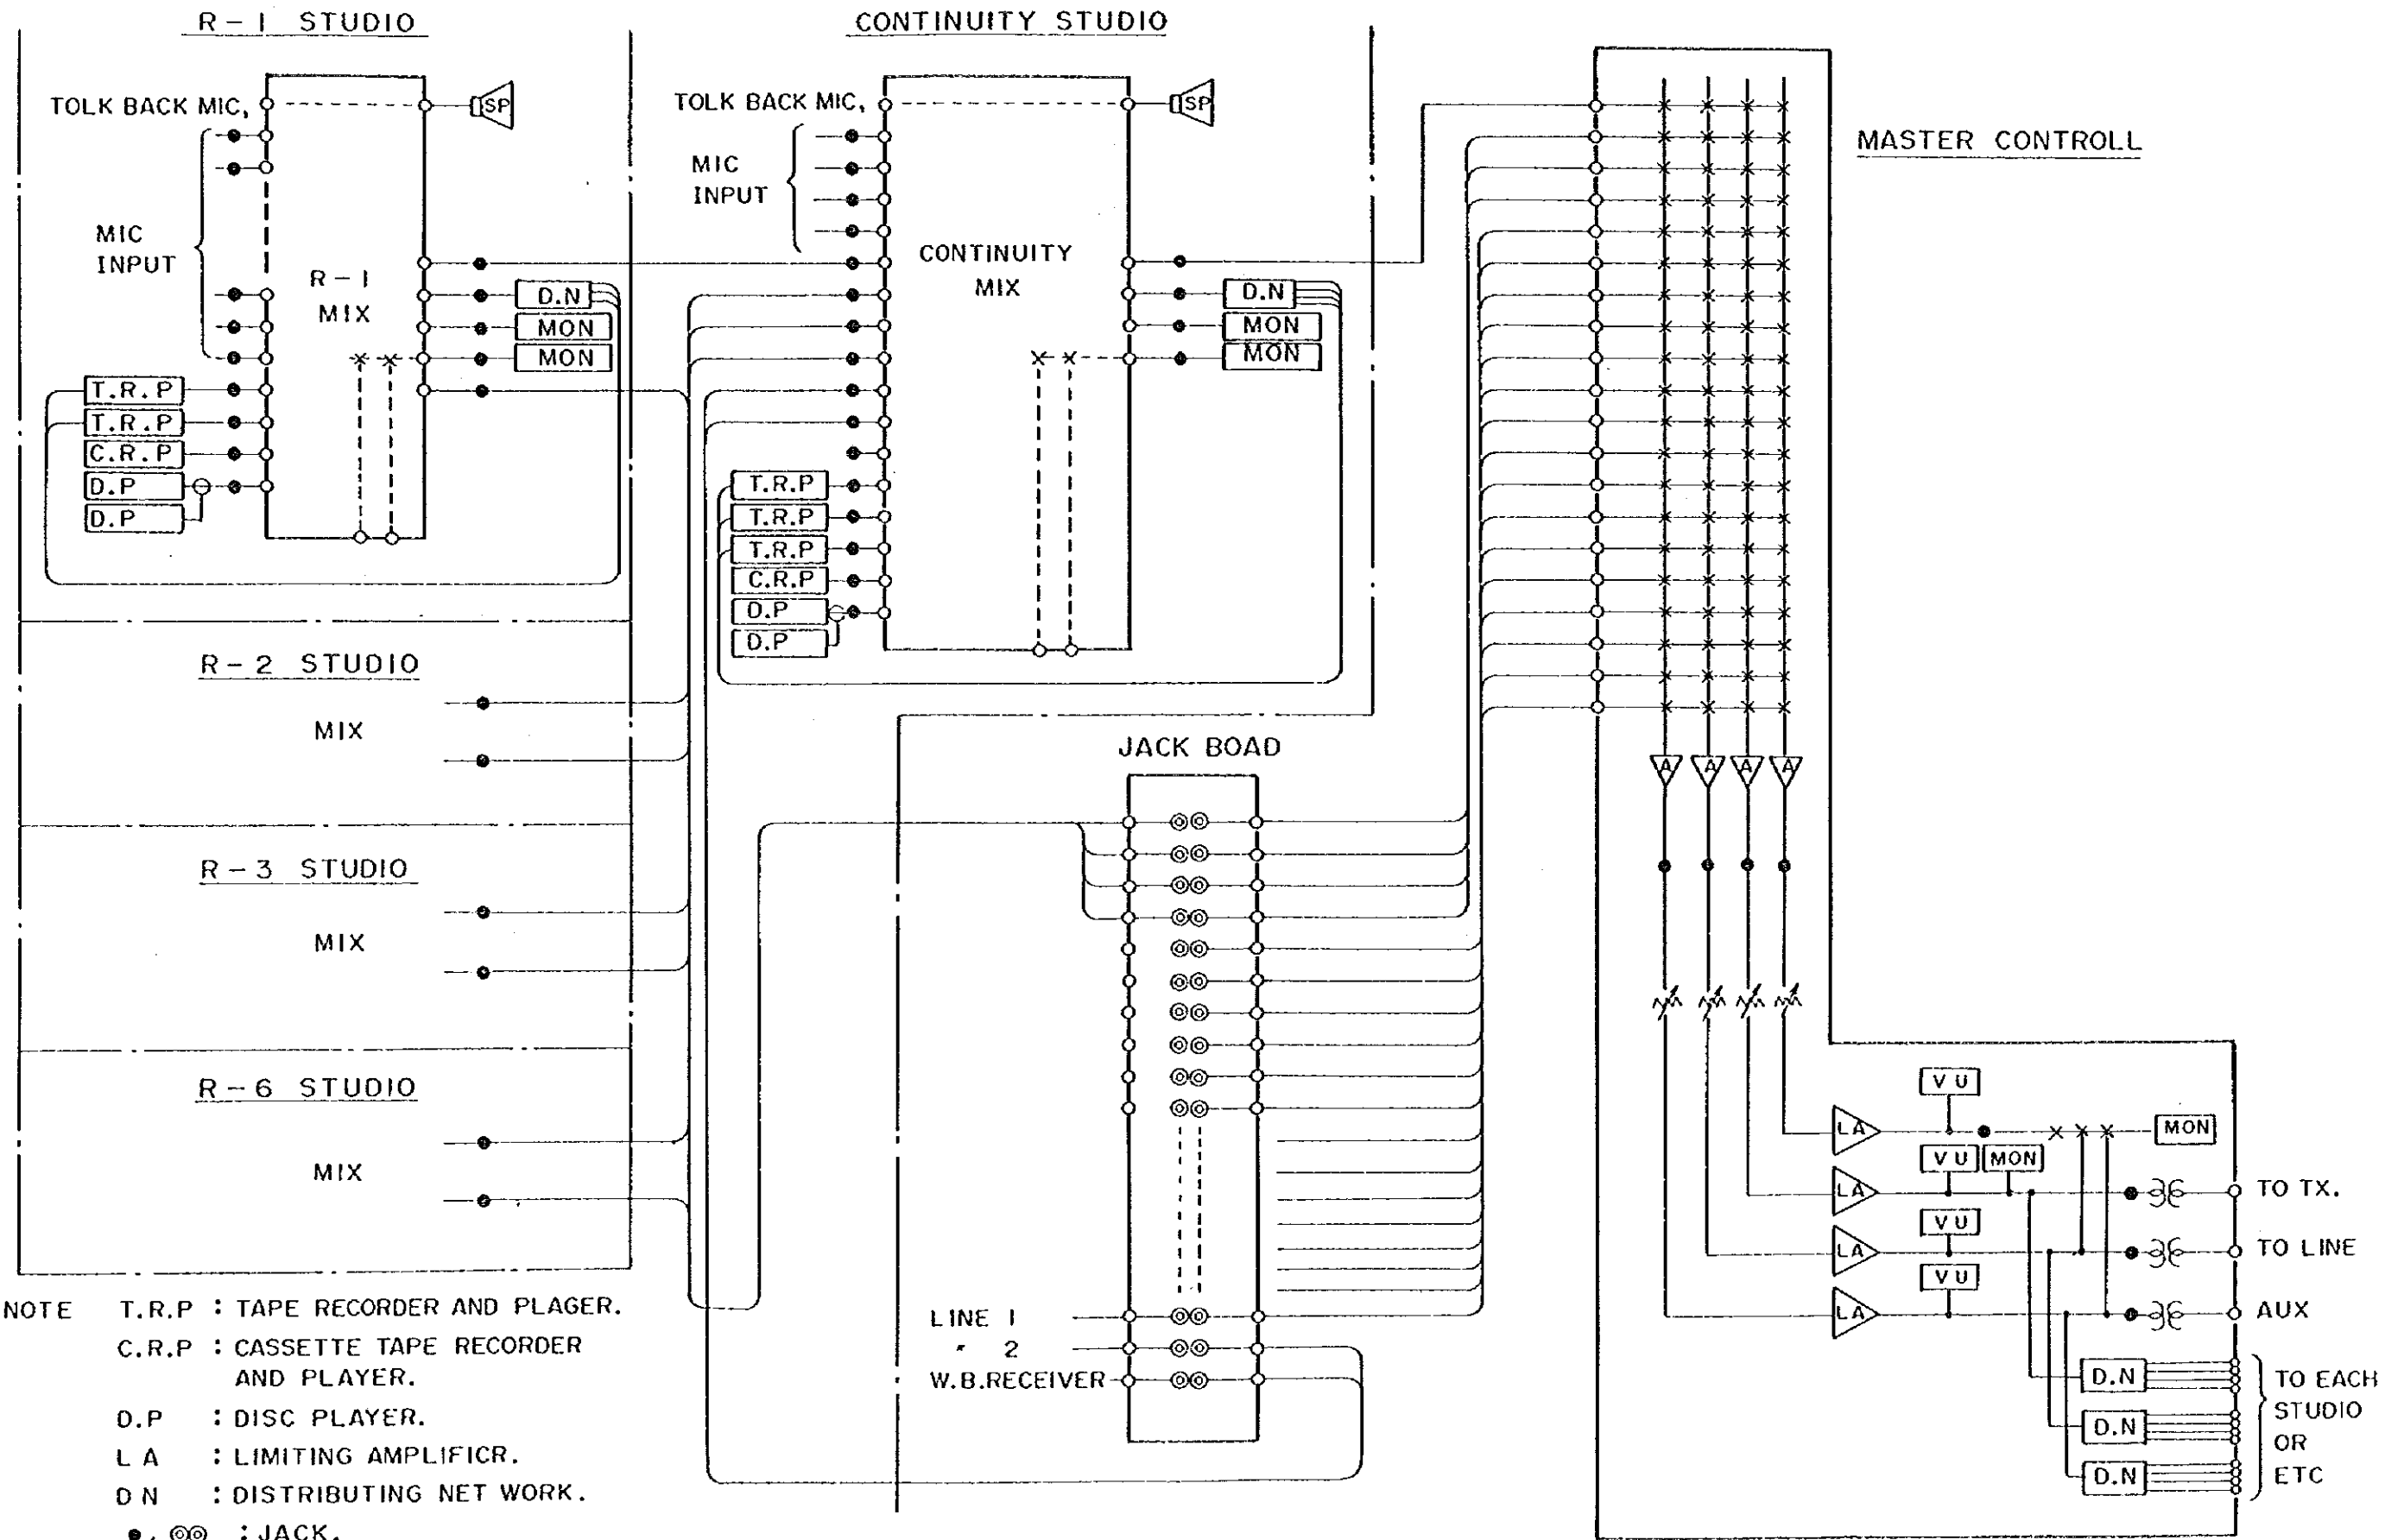 R-1 STUDIO
TOLK BACK MIC,
SP
MIC
INPUT
R-1
MIX
D.N
MON
MON
T.R.P
T.R.P
C.R.P
D.P
D.P
R-2 STUDIO
MIX
R-3 STUDIO
MIX
R-6 STUDIO
MIX
CONTINUITY STUDIO
TOLK BACK MIC,
SP
MIC
INPUT
CONTINUITY
MIX
D.N
MON
MON
T.R.P
T.R.P
T.R.P
C.R.P
D.P
D.P
JACK BOAD
LINE 1
" 2
W.B.RECEIVER
MASTER CONTROLL
A A A A
VU
LA
MON
VU MON
LA
TO TX.
VU
LA
TO LINE
VU
LA
AUX
D.N
D.N
D.N
TO EACH
STUDIO
OR
ETC
NOTE T.R.P : TAPE RECORDER AND PLAGER.
C.R.P : CASSETTE TAPE RECORDER
AND PLAYER.
D.P : DISC PLAYER.
L A : LIMITING AMPLIFICR.
D N : DISTRIBUTING NET WORK.
●, ◎◎ : JACK.